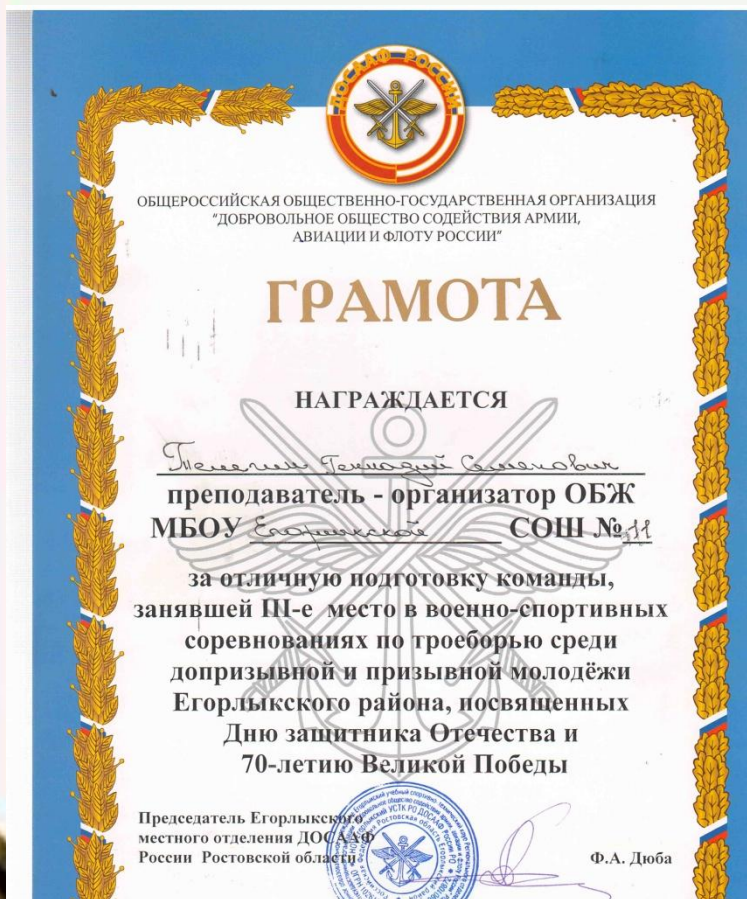 ДОСААФ РОССИИ
ОБЩЕРОССИЙСКАЯ ОБЩЕСТВЕННО-ГОСУДАРСТВЕННАЯ ОРГАНИЗАЦИЯ
"ДОБРОВОЛЬНОЕ ОБЩЕСТВО СОДЕЙСТВИЯ АРМИИ,
АВИАЦИИ И ФЛОТУ РОССИИ"
ГРАМОТА
НАГРАЖДАЕТСЯ
Геннадий Семенович
преподаватель - организатор ОБЖ
МБОУ Егорлыкской СОШ № 11
за отличную подготовку команды,
занявшей III-е место в военно-спортивных
соревнованиях по троеборью среди
допризывной и призывной молодёжи
Егорлыкского района, посвященных
Дню защитника Отечества и
70-летию Великой Победы
Председатель Егорлыкского
местного отделения ДОСААФ
России Ростовской области
Ф.А. Дюба